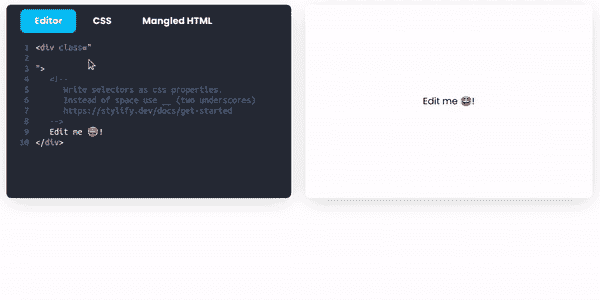 Editor CSS Mangled HTML
1 <div class="
2
3 ">
4 <!--
5 Write selectors as css properties.
6 Instead of space use __ (two underscores)
7 https://stylify.dev/docs/get-started
8 -->
9 Edit me 🤩!
10 </div>
Edit me 🤩!